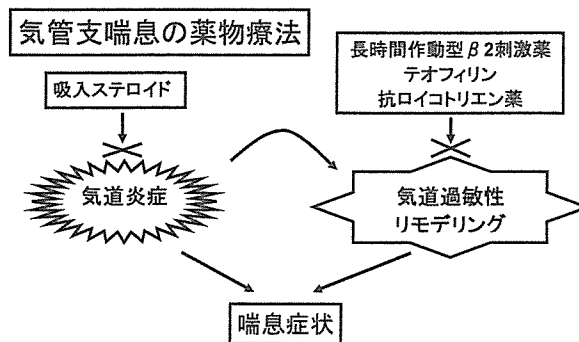 気管支喘息の薬物療法
吸入ステロイド
長時間作動型β2刺激薬
テオフィリン
抗ロイコトリエン薬
気道炎症
気道過敏性
リモデリング
喘息症状